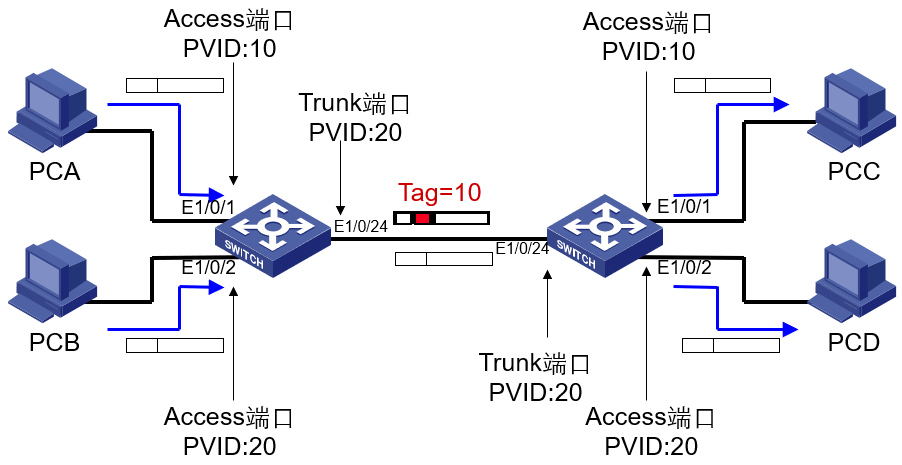 Access端口
PVID:10
Access端口
PVID:10
Trunk端口
PVID:20
PCA
PCC
Tag=10
E1/0/1
E1/0/1
E1/0/24
SWITCH
E1/0/24
SWITCH
E1/0/2
E1/0/2
PCB
PCD
Trunk端口
PVID:20
Access端口
PVID:20
Access端口
PVID:20